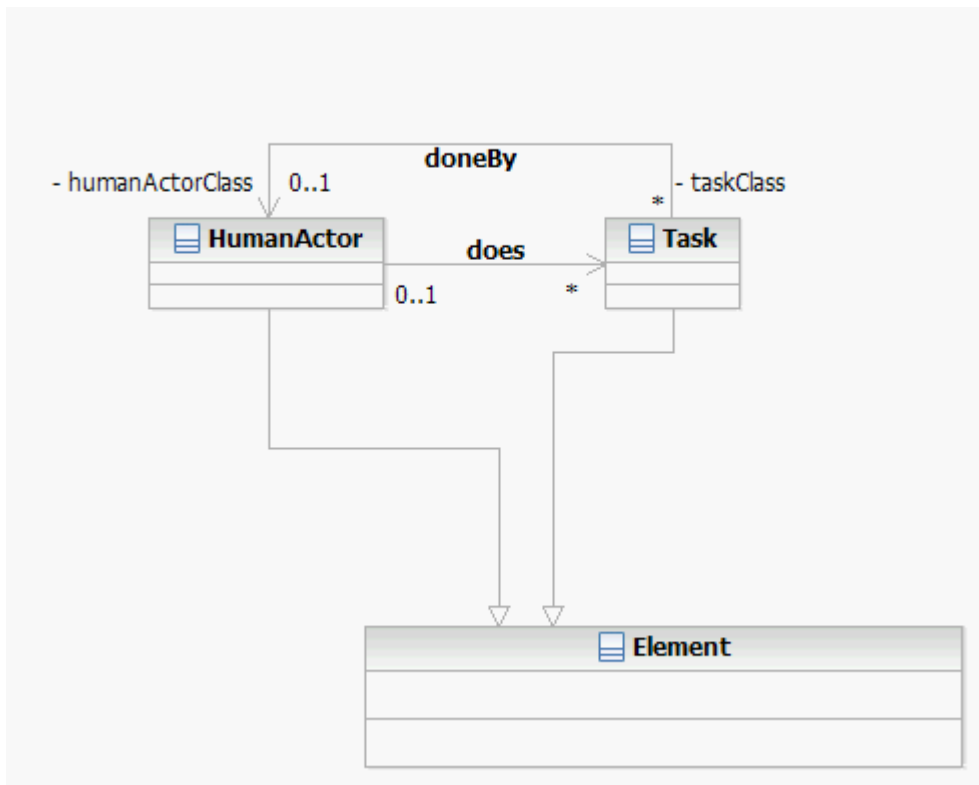 doneBy
- humanActorClass 0..1 - taskClass
*
HumanActor does Task
0..1 *
Element